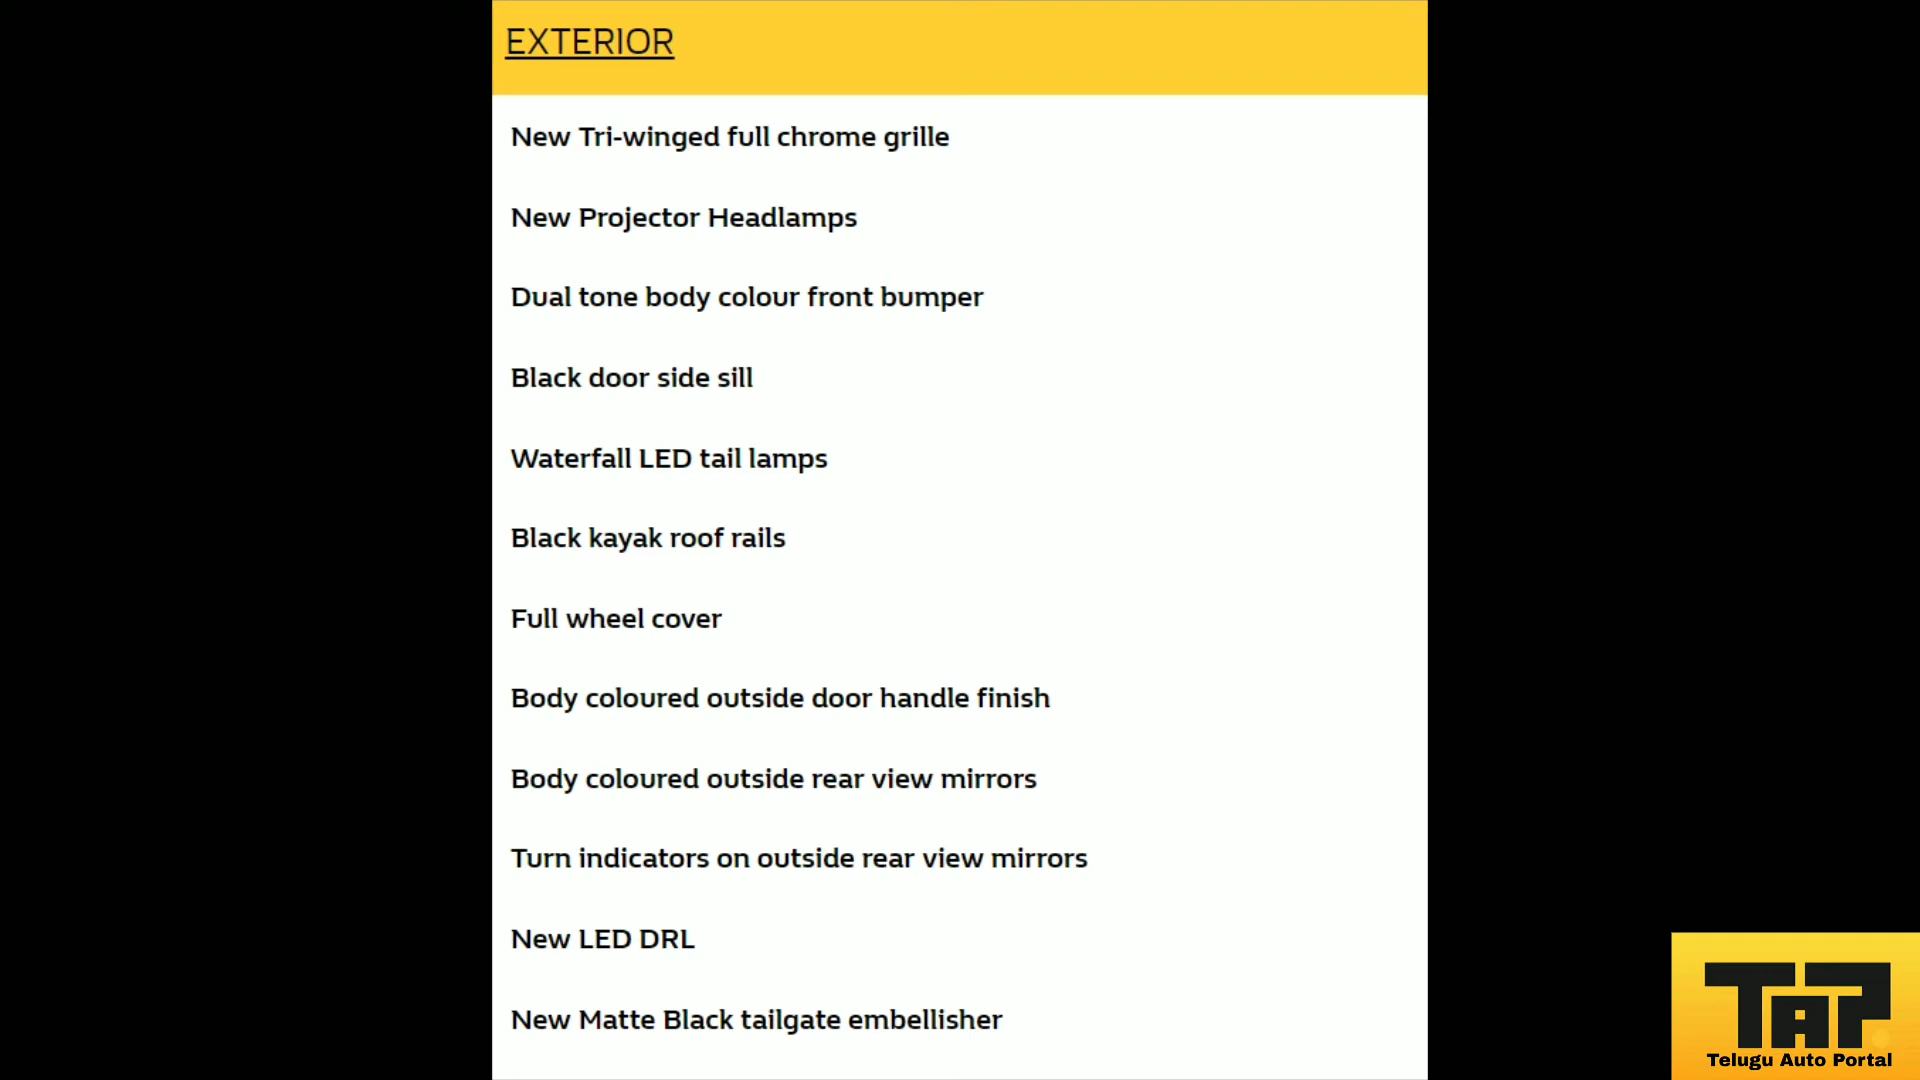 EXTERIOR
New Tri-winged full chrome grille
New Projector Headlamps
Dual tone body colour front bumper
Black door side sill
Waterfall LED tail lamps
Black kayak roof rails
Full wheel cover
Body coloured outside door handle finish
Body coloured outside rear view mirrors
Turn indicators on outside rear view mirrors
New LED DRL
New Matte Black tailgate embellisher
TAP.
Telugu Auto Portal